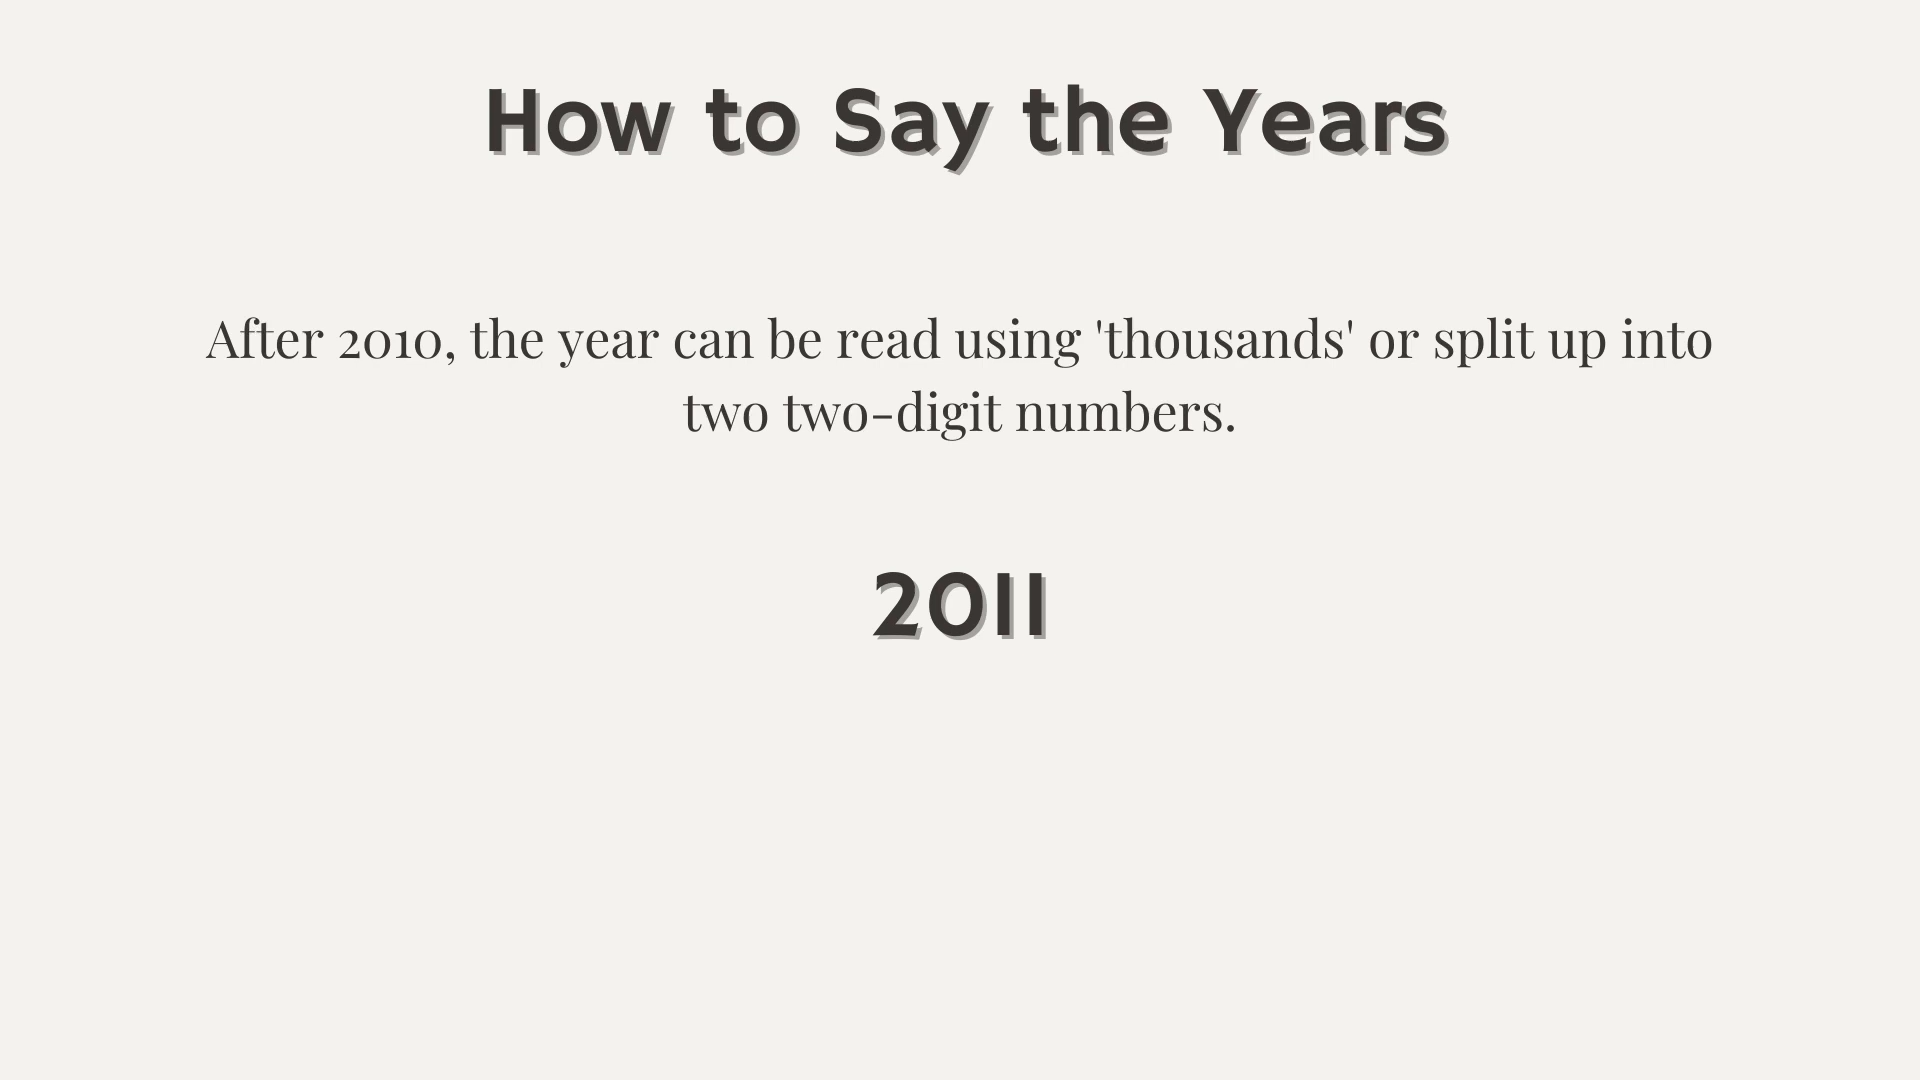 How to Say the Years
After 2010, the year can be read using 'thousands' or split up into
two two-digit numbers.
2011